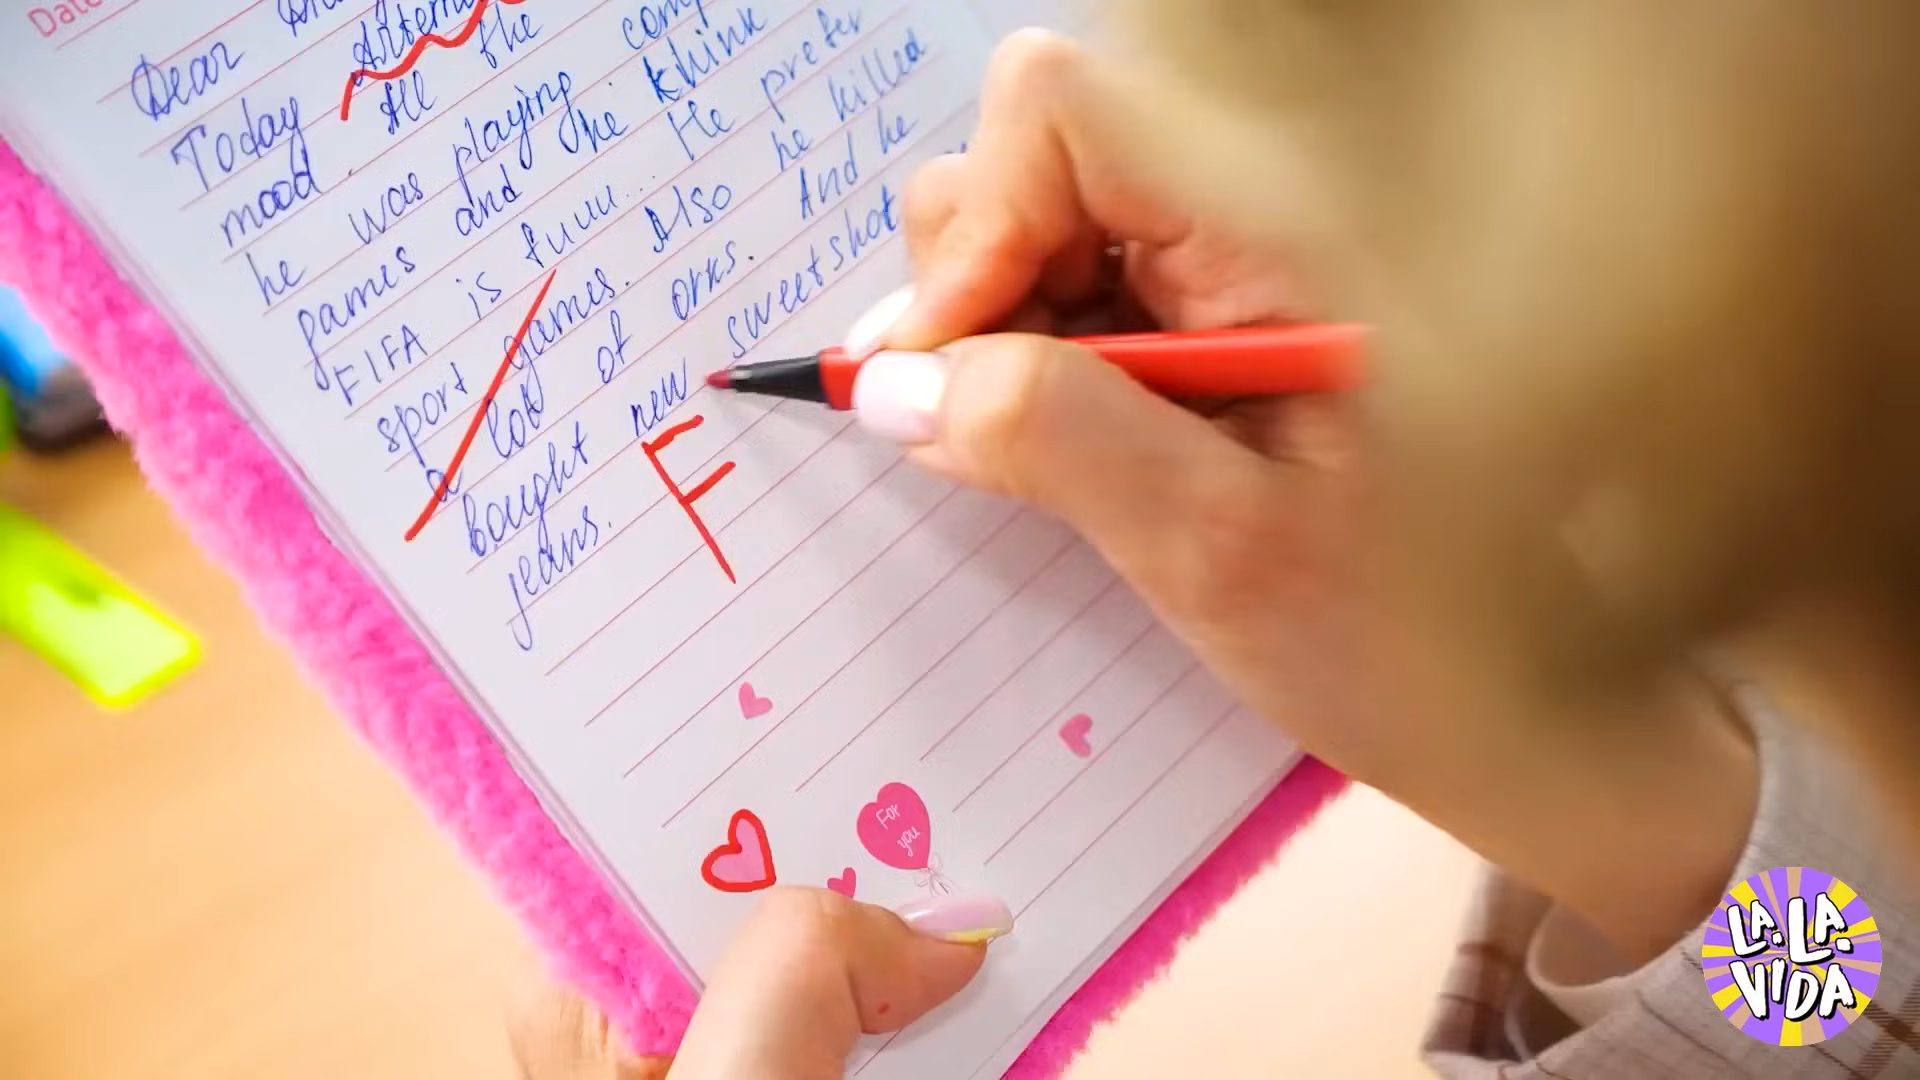 Date
Dear
Today
mood. All the
he was playing
games and he think
FIFA is fuuu... He prefer
sport games. Also he killed
a lot of orks. And he
bought new sweetshot
jeans.
F
For
you
LA LA
VIDA